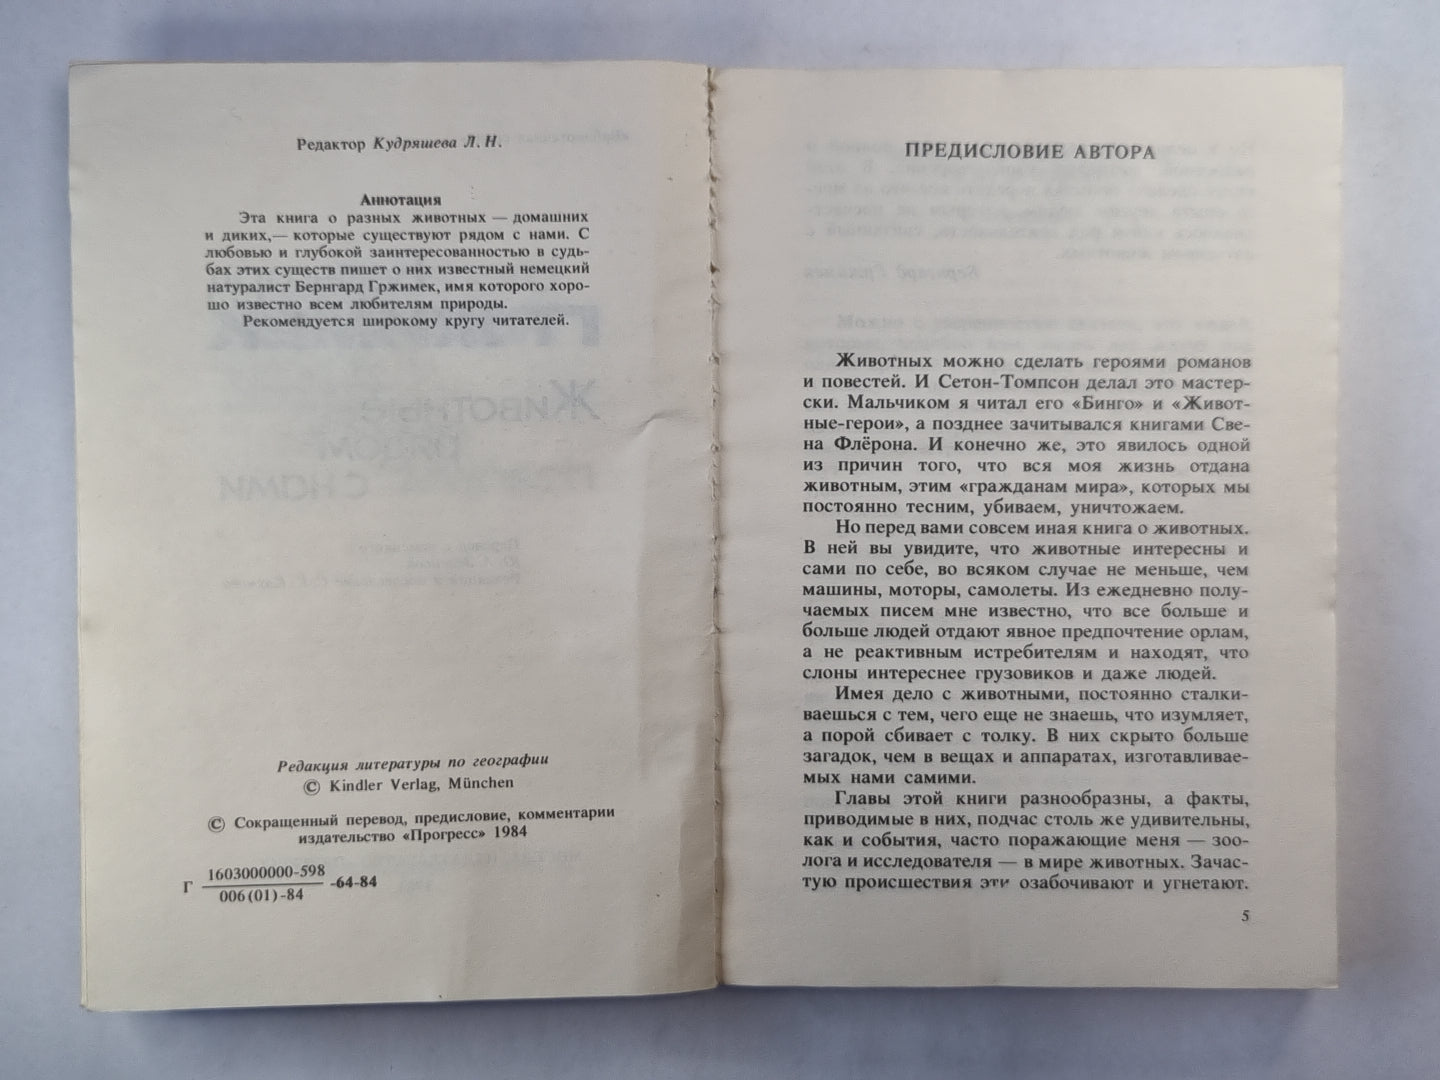 Редактор Кудряшева Л. Н.
Аннотация
Эта книга о разных животных — домашних
и диких,— которые существуют рядом с нами. С
любовью и глубокой заинтересованностью в судь-
бах этих существ пишет о них известный немецкий
натуралист Бернгард Гржимек, имя которого хоро-
шо известно всем любителям природы.
Рекомендуется широкому кругу читателей.
Редакция литературы по географии
© Kindler Verlag, München
© Сокращенный перевод, предисловие, комментарии
издательство «Прогресс» 1984
Г 1603000000-598 -64-84
006(01)-84
ПРЕДИСЛОВИЕ АВТОРА
Животных можно сделать героями романов
и повестей. И Сетон-Томпсон делал это мастер-
ски. Мальчиком я читал его «Бинго» и «Живот-
ные-герои», а позднее зачитывался книгами Све-
на Флёрона. И конечно же, это явилось одной
из причин того, что вся моя жизнь отдана
животным, этим «гражданам мира», которых мы
постоянно тесним, убиваем, уничтожаем.
Но перед вами совсем иная книга о животных.
В ней вы увидите, что животные интересны и
сами по себе, во всяком случае не меньше, чем
машины, моторы, самолеты. Из ежедневно полу-
чаемых писем мне известно, что все больше и
больше людей отдают явное предпочтение орлам,
а не реактивным истребителям и находят, что
слоны интереснее грузовиков и даже людей.
Имея дело с животными, постоянно сталки-
ваешься с тем, чего еще не знаешь, что изумляет,
а порой сбивает с толку. В них скрыто больше
загадок, чем в вещах и аппаратах, изготавливае-
мых нами самими.
Главы этой книги разнообразны, а факты,
приводимые в них, подчас столь же удивительны,
как и события, часто поражающие меня — зоо-
лога и исследователя — в мире животных. Зачас-
тую происшествия эти озабочивают и угнетают.
5